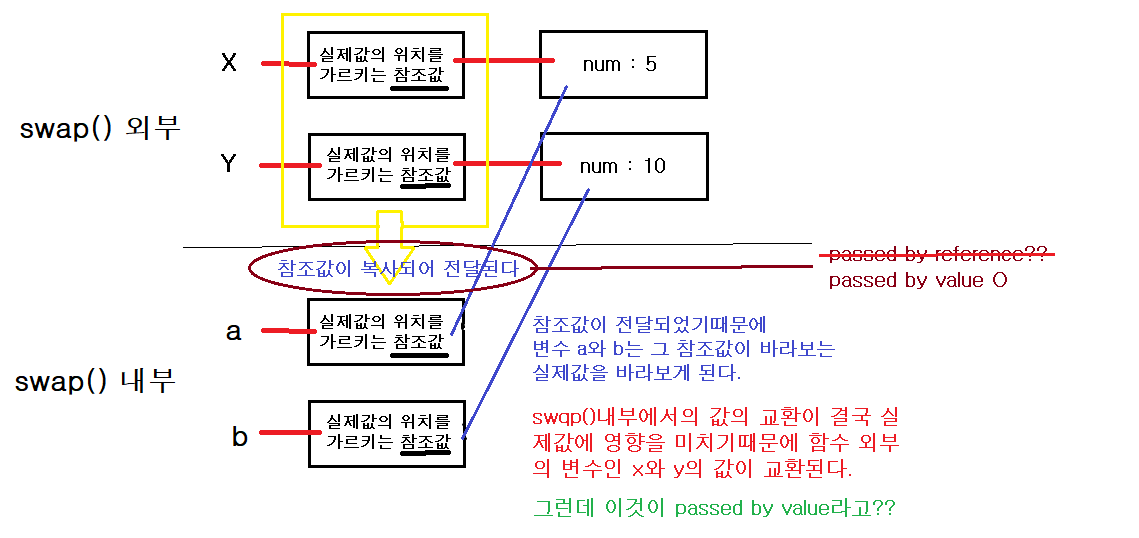 X
실제값의 위치를
가르키는 참조값
num : 5
swap() 외부
Y
실제값의 위치를
가르키는 참조값
num : 10
참조값이 복사되어 전달된다
passed by reference??
passed by value O
a
실제값의 위치를
가르키는 참조값
swap() 내부
b
실제값의 위치를
가르키는 참조값
참조값이 전달되었기때문에
변수 a와 b는 그 참조값이 바라보는
실제값을 바라보게 된다.
swqp()내부에서의 값의 교환이 결국 실
제값에 영향을 미치기때문에 함수 외부
의 변수인 x와 y의 값이 교환된다.
그런데 이것이 passed by value라고??